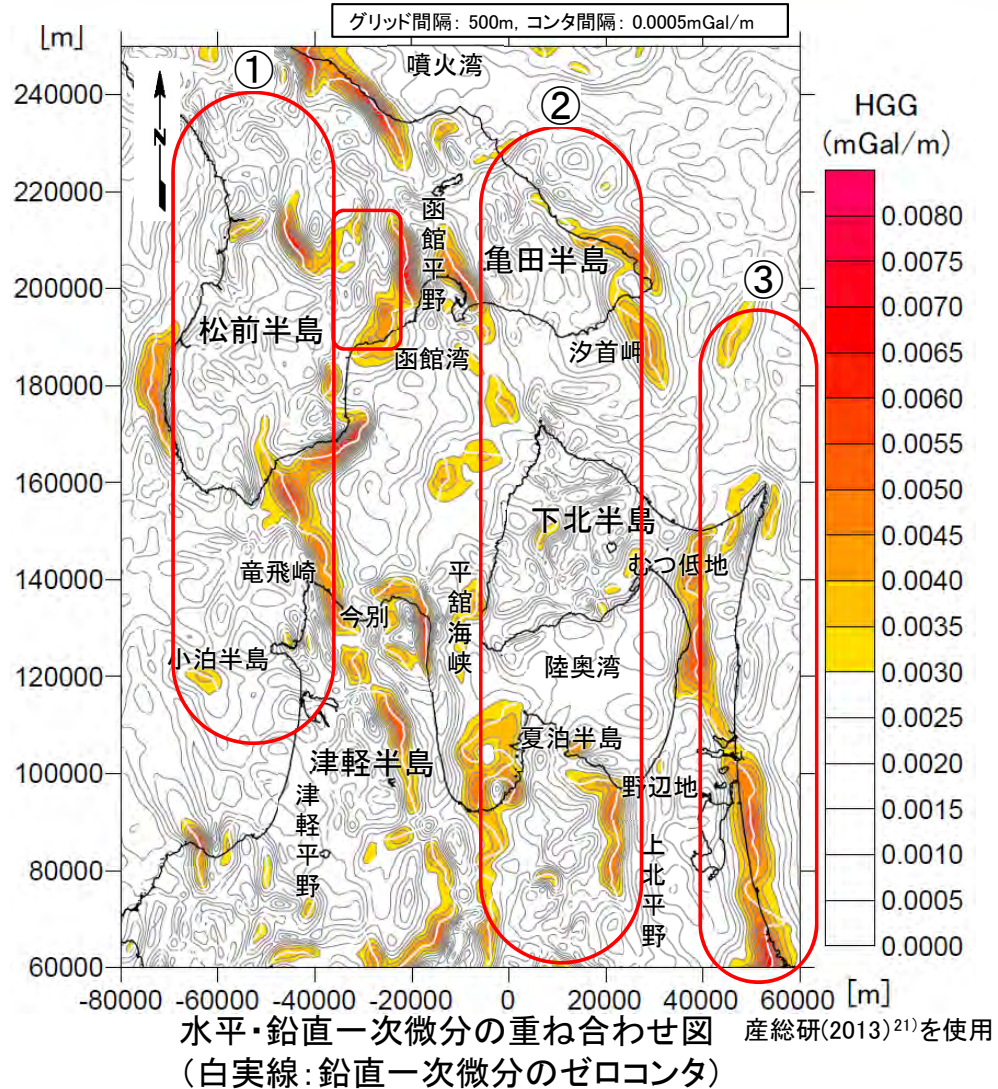 グリッド間隔: 500m, コンタ間隔: 0.0005mGal/m
[m]
噴火湾
①
②
③
N
HGG
(mGal/m)
240000
220000
200000
180000
160000
140000
120000
100000
80000
60000
函館平野
亀田半島
松前半島
函館湾
汐首岬
下北半島
むつ低地
竜飛崎
今別
平舘海峡
小泊半島
陸奥湾
夏泊半島
津軽半島
野辺地
津軽平野
上北平野
0.0080
0.0075
0.0070
0.0065
0.0060
0.0055
0.0050
0.0045
0.0040
0.0035
0.0030
0.0025
0.0020
0.0015
0.0010
0.0005
0.0000
-80000 -60000 -40000 -20000 0 20000 40000 60000 [m]
水平・鉛直一次微分の重ね合わせ図 産総研(2013)21)を使用
(白実線:鉛直一次微分のゼロコンタ)